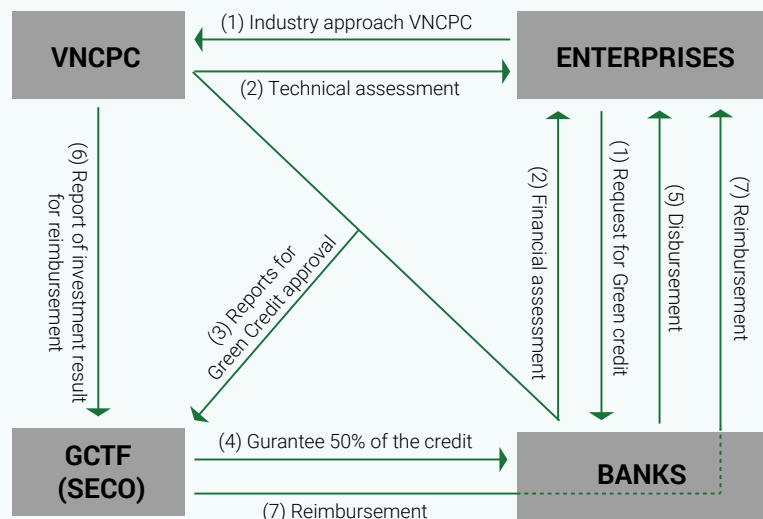 (1) Industry approach VNCPC
VNCPC
ENTERPRISES
(2) Technical assessment
(6) Report of investment result
for reimbursement
(3) Reports for
Green Credit approval
(2) Financial assessment
(1) Request for Green credit
(5) Disbursement
(7) Reimbursement
GCTF
(SECO)
(4) Gurantee 50% of the credit
BANKS
(7) Reimbursement